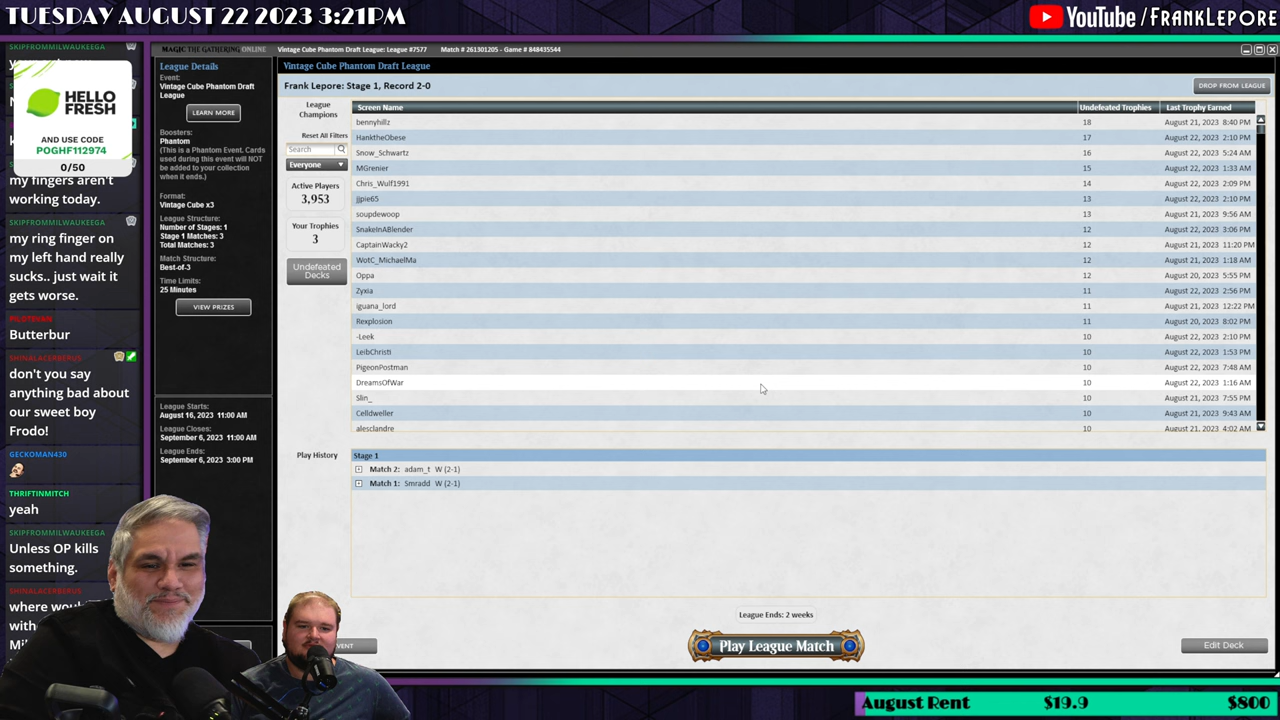 TUESDAY AUGUST 22 2023 3:21PM
YouTube /FrankLepore
SKIPFROMMILWAUKEEGA
HELLO
FRESH
AND USE CODE
POGHF112974
0/50
my fingers aren't
working today.
SKIPFROMMILWAUKEEGA
my ring finger on
my left hand really
sucks.. just wait it
gets worse.
Butterbur
SHINALACERBERUS
don't you say
anything bad about
our sweet boy
Frodo!
GECKOMAN430
THRIFTINMITCH
yeah
SKIPFROMMILWAUKEEGA
Unless OP kills
something.
SHINALACERBERUS
MAGIC THE GATHERING ONLINE
Vintage Cube Phantom Draft League: League #7577 Match # 261301205 - Game # 848435544
League Details
Event:
Vintage Cube Phantom Draft
League
LEARN MORE
Boosters:
Phantom
(This is a Phantom Event. Cards
used during this event will NOT
be added to your collection
when it ends.)
Format:
Vintage Cube x3
League Structure:
Number of Stages: 1
Stage 1 Matches: 3
Total Matches: 3
Match Structure:
Best-of-3
Time Limits:
25 Minutes
VIEW PRIZES
League Starts:
August 16, 2023 11:00 AM
League Closes:
September 6, 2023 11:00 AM
League Ends:
September 6, 2023 3:00 PM
Vintage Cube Phantom Draft League
Frank Lepore: Stage 1, Record 2-0
DROP FROM LEAGUE
League
Champions
Reset All Filters
Search
Everyone
Active Players
3,953
Your Trophies
3
Undefeated
Decks
Screen Name Undefeated Trophies Last Trophy Earned
bennyhillz 18 August 21, 2023 8:40 PM
HanktheObese 17 August 22, 2023 2:10 PM
Snow_Schwartz 16 August 22, 2023 5:24 AM
MGrenier 15 August 22, 2023 1:33 AM
Chris_Wulf1991 14 August 22, 2023 2:09 PM
jjpie65 13 August 22, 2023 2:10 PM
soupdewoop 13 August 21, 2023 9:56 AM
SnakeInABlender 12 August 22, 2023 3:06 PM
CaptainWacky2 12 August 21, 2023 11:20 PM
WotC_MichaelMa 12 August 21, 2023 1:18 AM
Oppa 12 August 20, 2023 5:55 PM
Zyxia 11 August 22, 2023 2:56 PM
iguana_lord 11 August 21, 2023 12:22 PM
Rexplosion 11 August 20, 2023 8:02 PM
-Leek 10 August 22, 2023 2:10 PM
LeibChristi 10 August 22, 2023 1:53 PM
PigeonPostman 10 August 22, 2023 7:48 AM
DreamsOfWar 10 August 22, 2023 1:16 AM
Slin_ 10 August 21, 2023 7:55 PM
Celldweller 10 August 21, 2023 9:43 AM
alesclandre 10 August 21, 2023 4:02 AM
Play History
Stage 1
Match 2: adam_t W (2-1)
Match 1: Smradd W (2-1)
League Ends: 2 weeks
Play League Match
Edit Deck
August Rent $19.9 $800